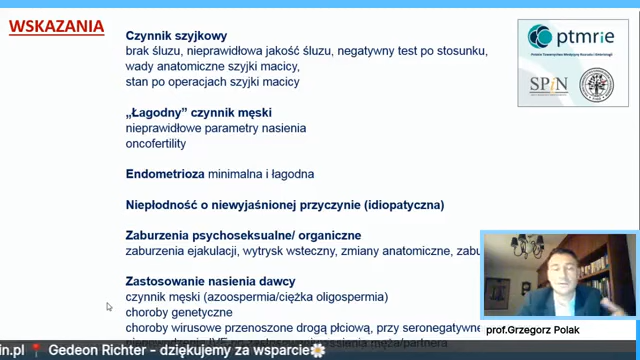 WSKAZANIA
Czynnik szyjkowy
brak śluzu, nieprawidłowa jakość śluzu, negatywny test po stosunku,
wady anatomiczne szyjki macicy,
stan po operacjach szyjki macicy
„Łagodny” czynnik męski
nieprawidłowe parametry nasienia
oncofertility
Endometrioza minimalna i łagodna
Niepłodność o niewyjaśnionej przyczynie (idiopatyczna)
Zaburzenia psychoseksualne/ organiczne
zaburzenia ejakulacji, wytrysk wsteczny, zmiany anatomiczne, zabu
Zastosowanie nasienia dawcy
czynnik męski (azoospermia/ciężka oligospermia)
choroby genetyczne
choroby wirusowe przenoszone drogą płciową, przy seronegatywne
ptmrie
SPiN
prof.Grzegorz Polak
in.pl 📍 Gedeon Richter - dziękujemy za wsparcie🌼